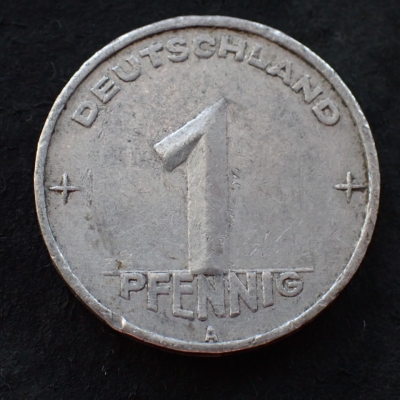 DEUTSCHLAND
1
PFENNIG
A